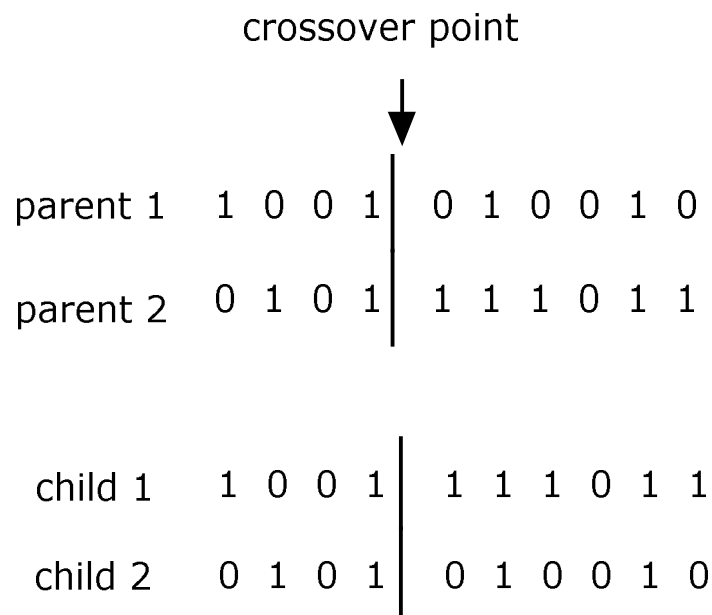 crossover point
parent 1 1 0 0 1 0 1 0 0 1 0
parent 2 0 1 0 1 1 1 1 0 1 1
child 1 1 0 0 1 1 1 1 0 1 1
child 2 0 1 0 1 0 1 0 0 1 0